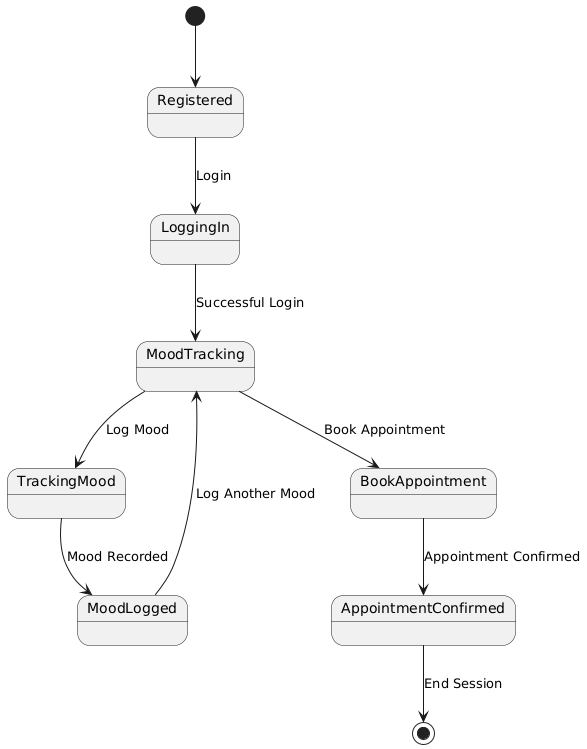 Registered
Login
LoggingIn
Successful Login
MoodTracking
Log Mood
Book Appointment
TrackingMood
BookAppointment
Log Another Mood
Mood Recorded
Appointment Confirmed
MoodLogged
AppointmentConfirmed
End Session